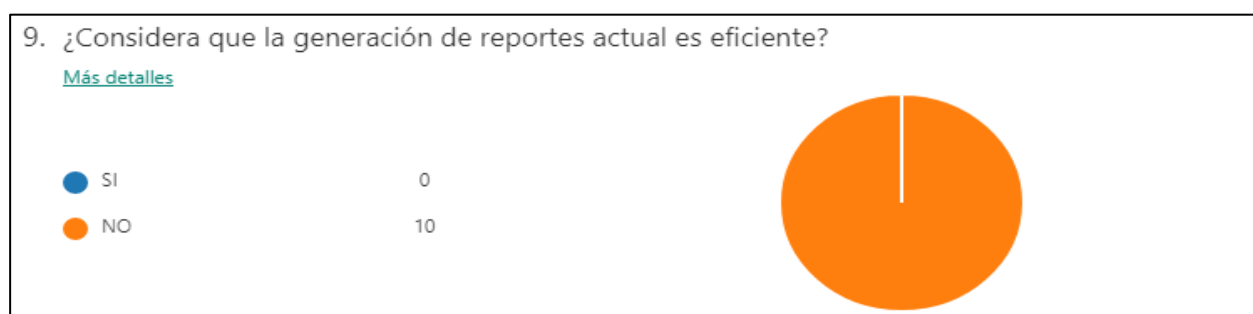 9. ¿Considera que la generación de reportes actual es eficiente?
Más detalles
SI 0
NO 10